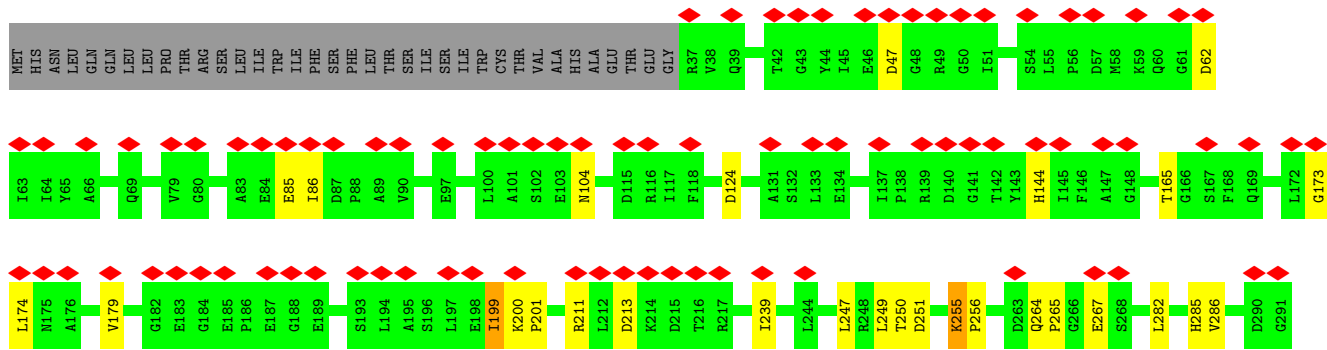 MET HIS ASN LEU GLN GLN LEU LEU PRO THR ARG SER LEU ILE TRP ILE PHE SER PHE LEU THR SER ILE SER ILE TRP CYS THR VAL ALA HIS ALA GLU THR GLU GLY R37 V38 Q39 T42 G43 Y44 I45 E46 D47 G48 R49 G50 I51 S54 L55 P56 D57 M58 K59 Q60 G61 D62
I63 I64 Y65 A66 Q69 V79 G80 A83 E84 E85 I86 D87 P88 A89 V90 E97 L100 A101 S102 E103 N104 D115 R116 I117 F118 D124 A131 S132 L133 E134 I137 P138 R139 D140 G141 T142 Y143 H144 I145 F146 A147 G148 T165 G166 S167 F168 Q169 L172 G173
L174 N175 A176 V179 G182 E183 G184 E185 P186 E187 G188 E189 S193 L194 A195 S196 L197 E198 I199 K200 P201 R211 L212 D213 K214 D215 T216 R217 I239 L244 L247 R248 L249 T250 D251 K255 P256 D263 Q264 P265 G266 E267 S268 L282 H285 V286 D290 G291